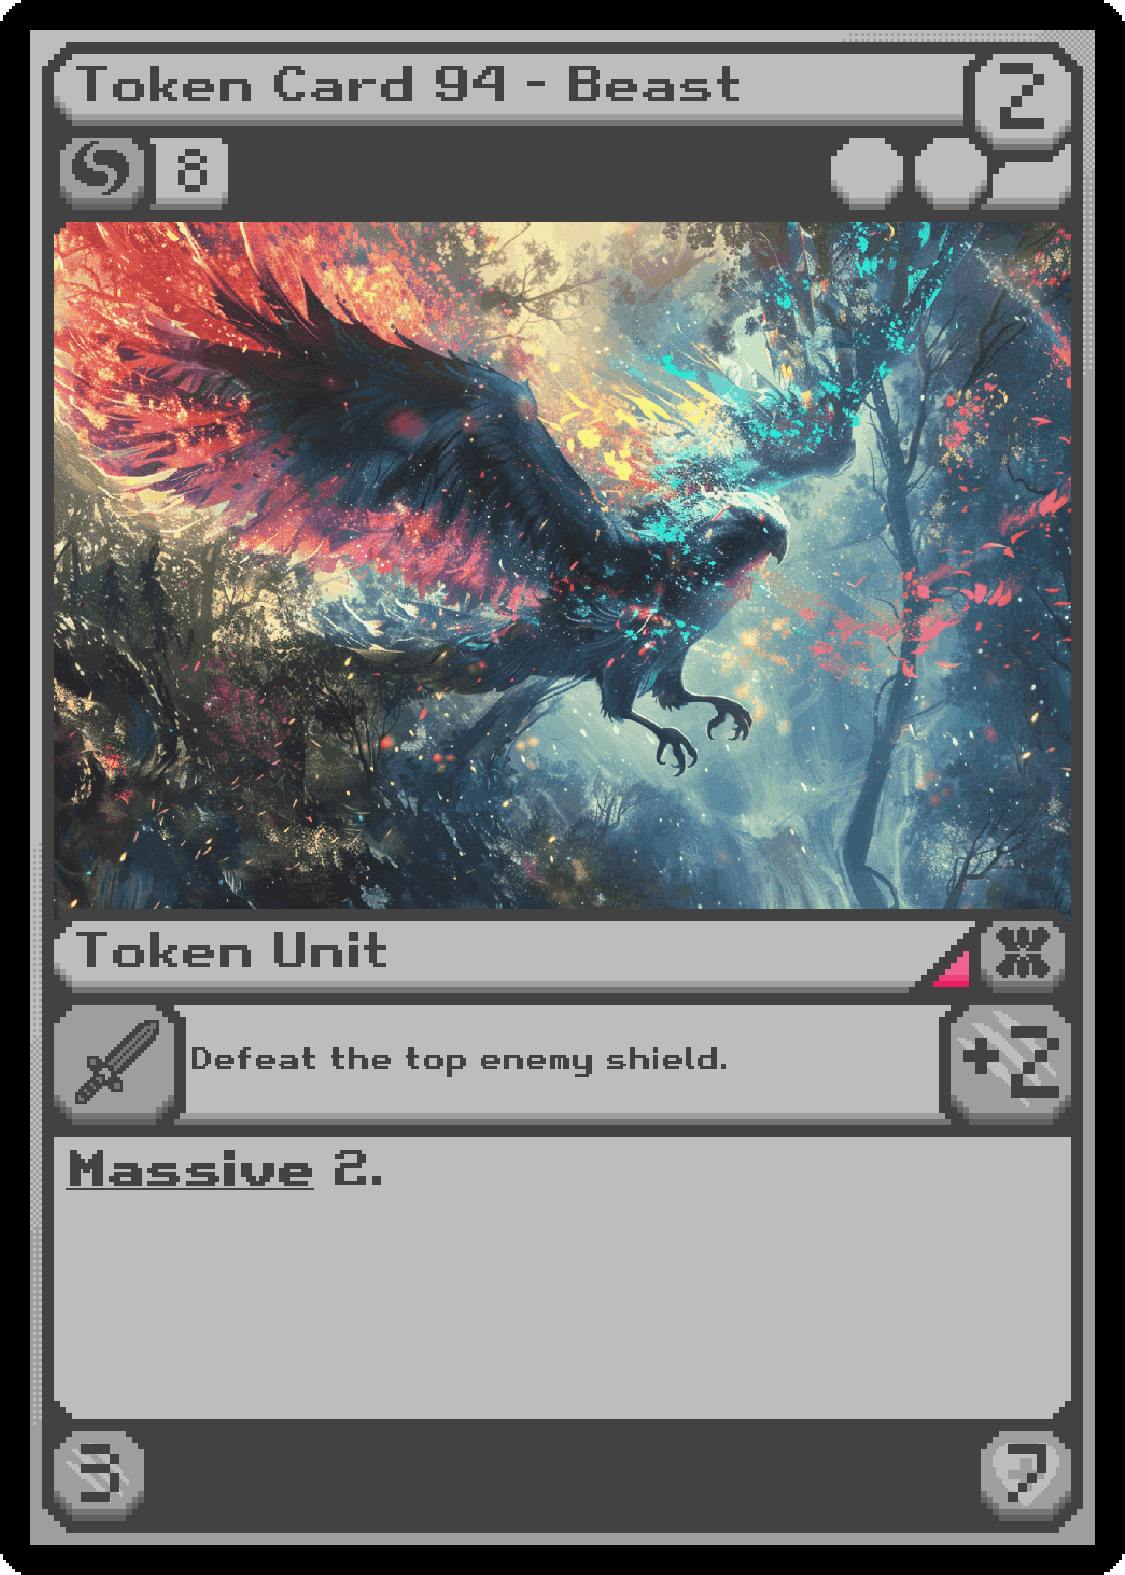 Token Card 94 - Beast
2
8
Token Unit
Defeat the top enemy shield.
+2
Massive 2.
3
7